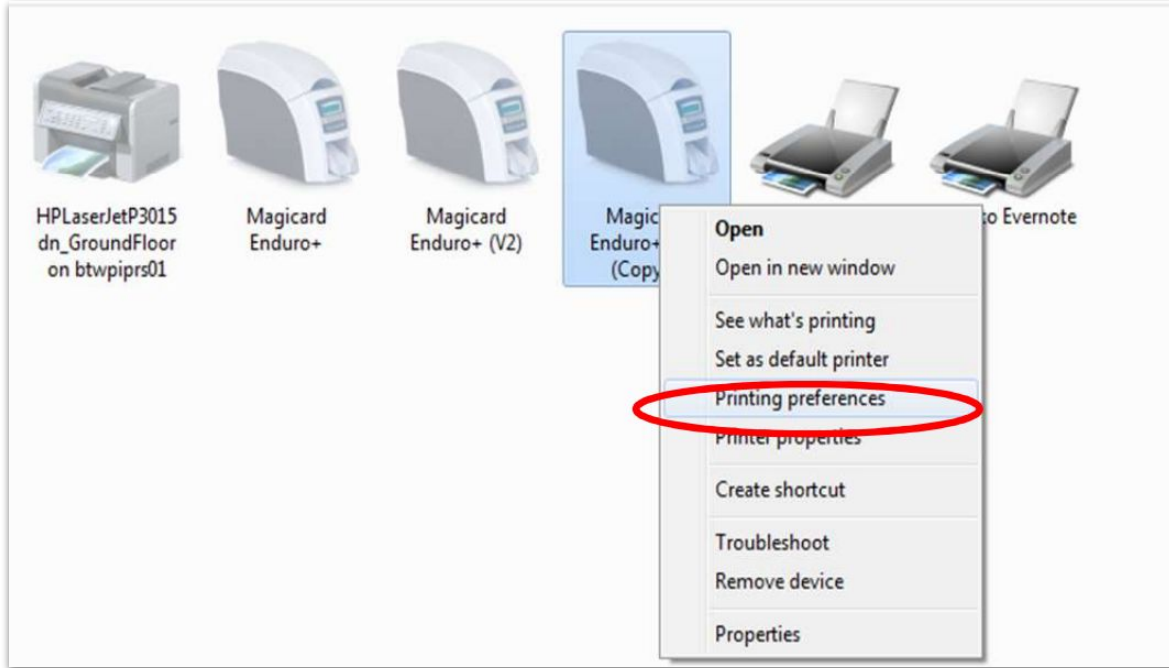 HPLaserJetP3015
dn_GroundFloor
on btwpiprs01
Magicard
Enduro+
Magicard
Enduro+ (V2)
Magic
Enduro+
(Copy
to Evernote
Open
Open in new window
See what's printing
Set as default printer
Printing preferences
Printer properties
Create shortcut
Troubleshoot
Remove device
Properties